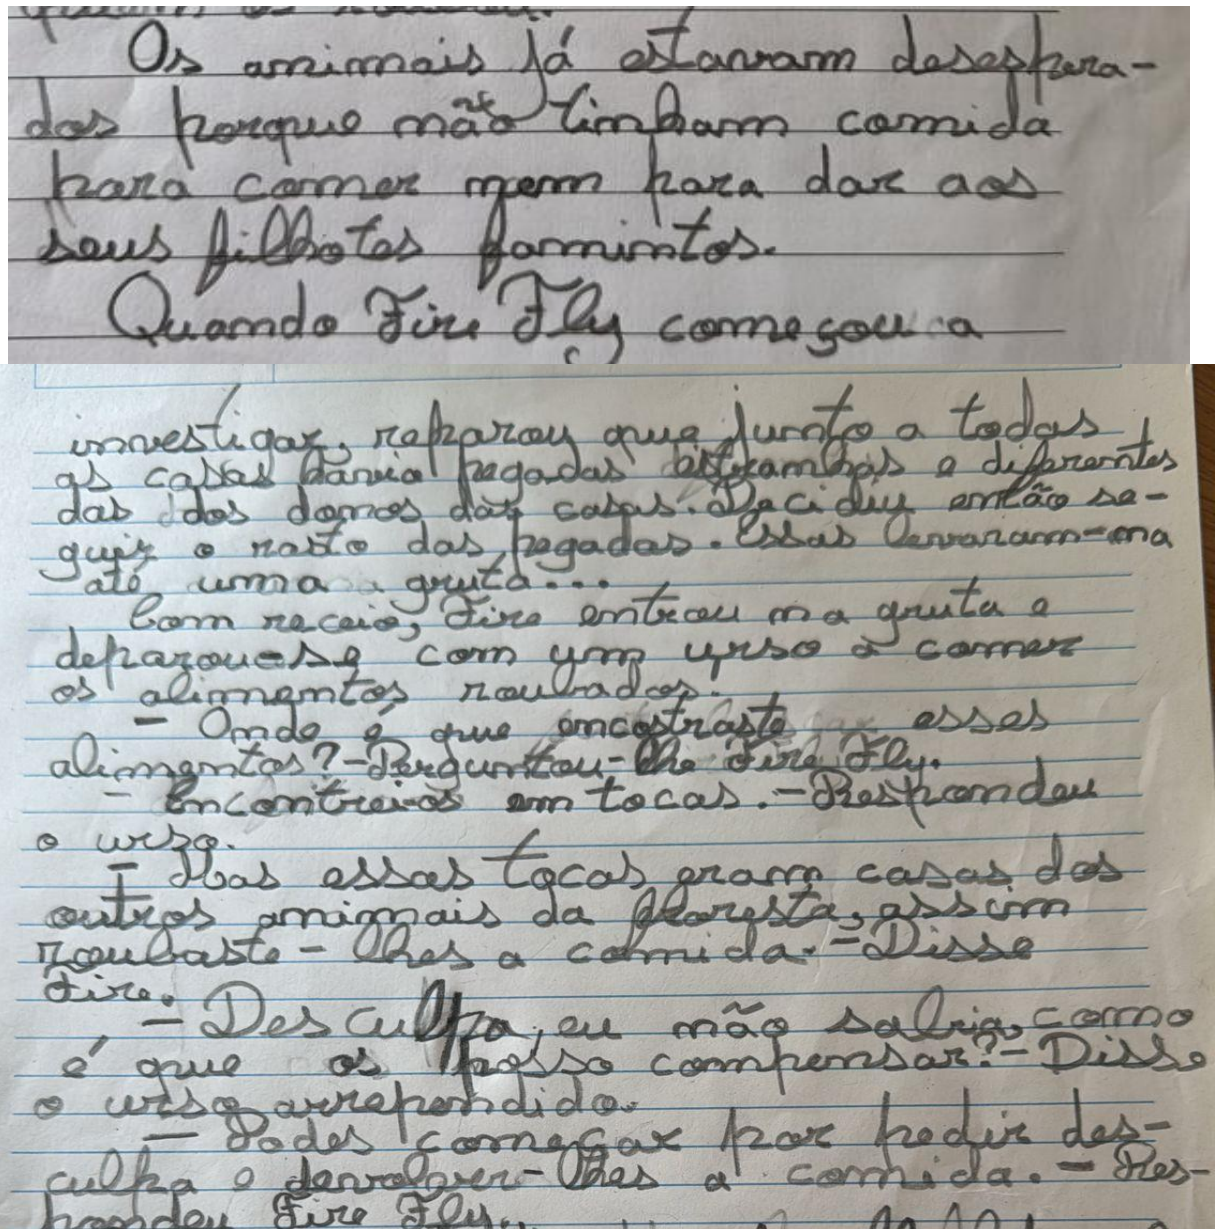 Os animais já estavam desespera-
dos porque não tinham comida
para comer nem para dar aos
seus filhotes famintos.
Quando Fire Fly começou a
investigar, reparou que junto a todas
as casas havia pegadas estranhas e diferentes
das dos donos das casas. Decidiu então se-
guir o rasto das pegadas. Essas levaram-na
até uma gruta...
Com receio, Fire entrou na gruta e
deparou-se com um urso a comer
os alimentos roubados.
- Onde é que encostraste esses
alimentos? - Perguntou-lhe Fire Fly.
- Encontrei-os em tocas. - Respondeu
o urso.
- Mas essas tocas eram casas dos
outros animais da floresta, assim
roubaste-lhes a comida. - Disse
Fire.
- Desculpa, eu não sabia, como
é que os posso compensar? - Disse
o urso arrependido.
- Podes começar por pedir des-
culpa e devolver-lhes a comida. - Res-
pondeu Fire Fly.